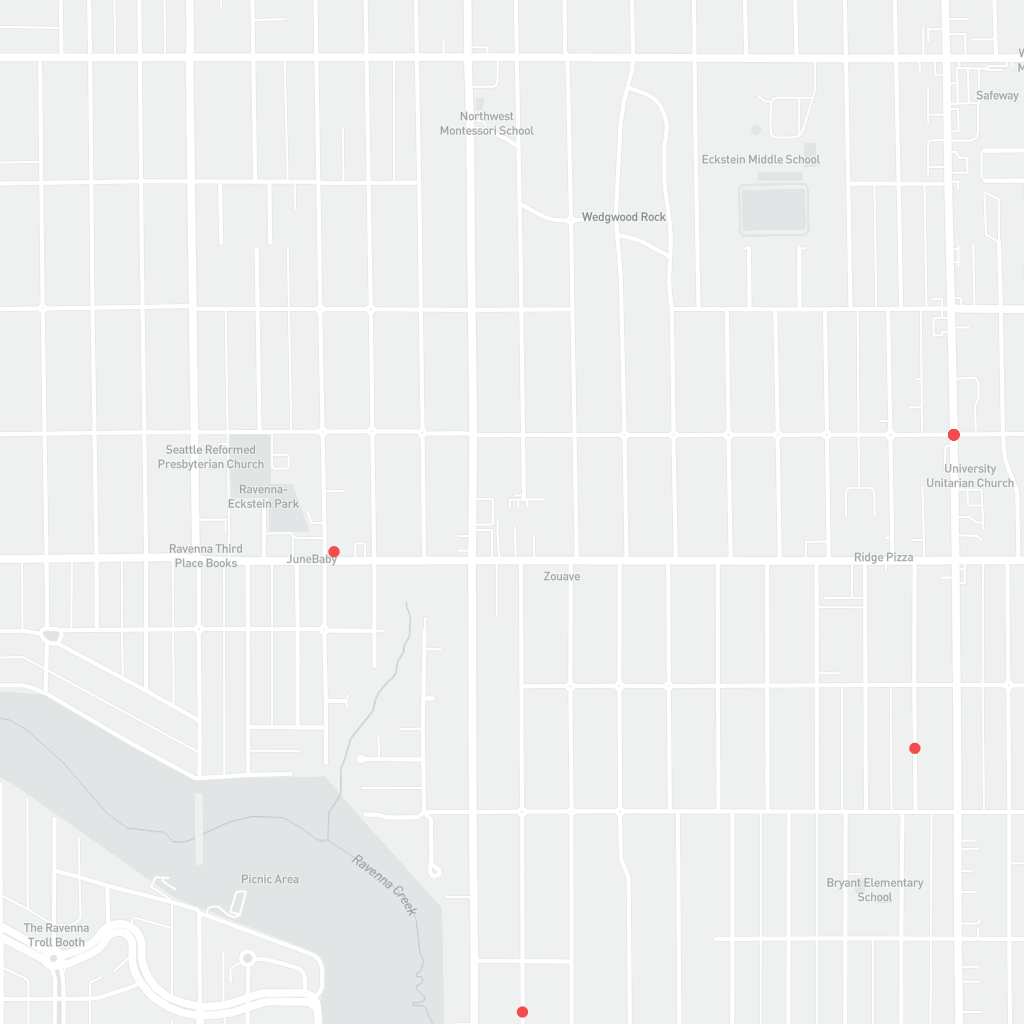 W
M
Safeway
Northwest
Montessori School
Eckstein Middle School
Wedgwood Rock
Seattle Reformed
Presbyterian Church
University
Unitarian Church
Ravenna-
Eckstein Park
Ravenna Third
Place Books
JuneBaby
Ridge Pizza
Zouave
Ravenna Creek
Picnic Area
Bryant Elementary
School
The Ravenna
Troll Booth